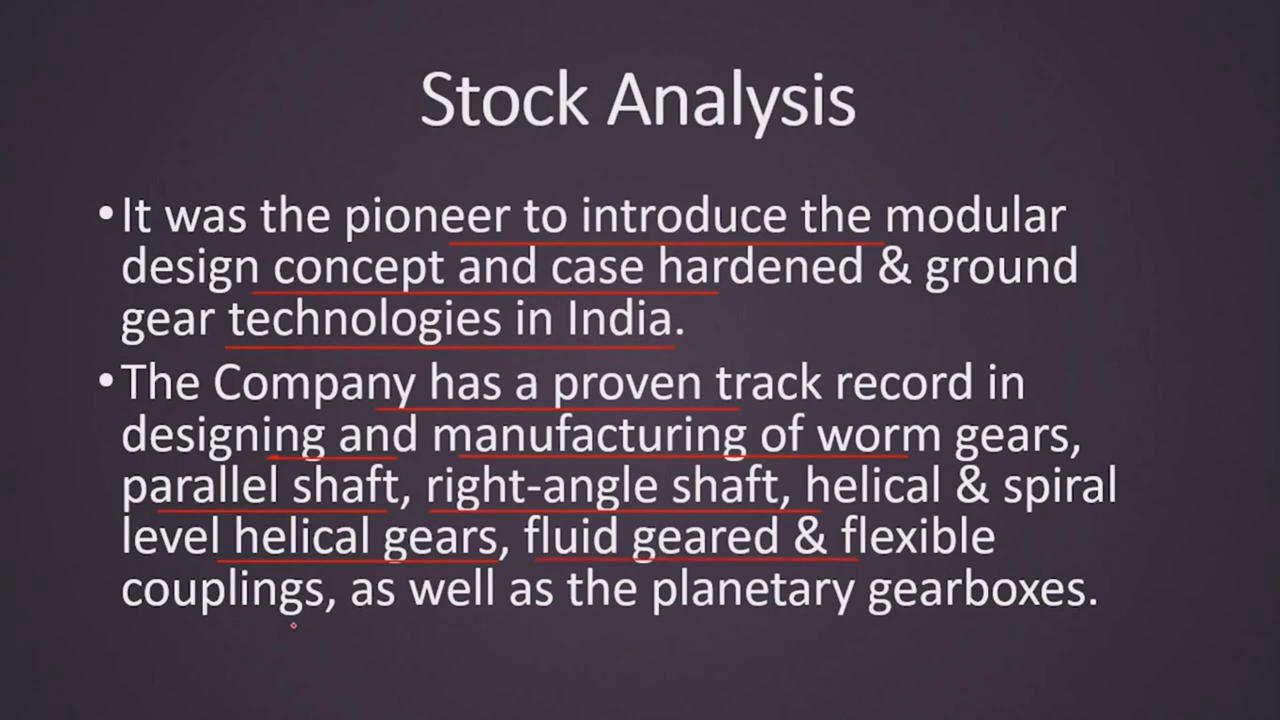 Stock Analysis
•It was the pioneer to introduce the modular
design concept and case hardened & ground
gear technologies in India.
•The Company has a proven track record in
designing and manufacturing of worm gears,
parallel shaft, right-angle shaft, helical & spiral
level helical gears, fluid geared & flexible
couplings, as well as the planetary gearboxes.